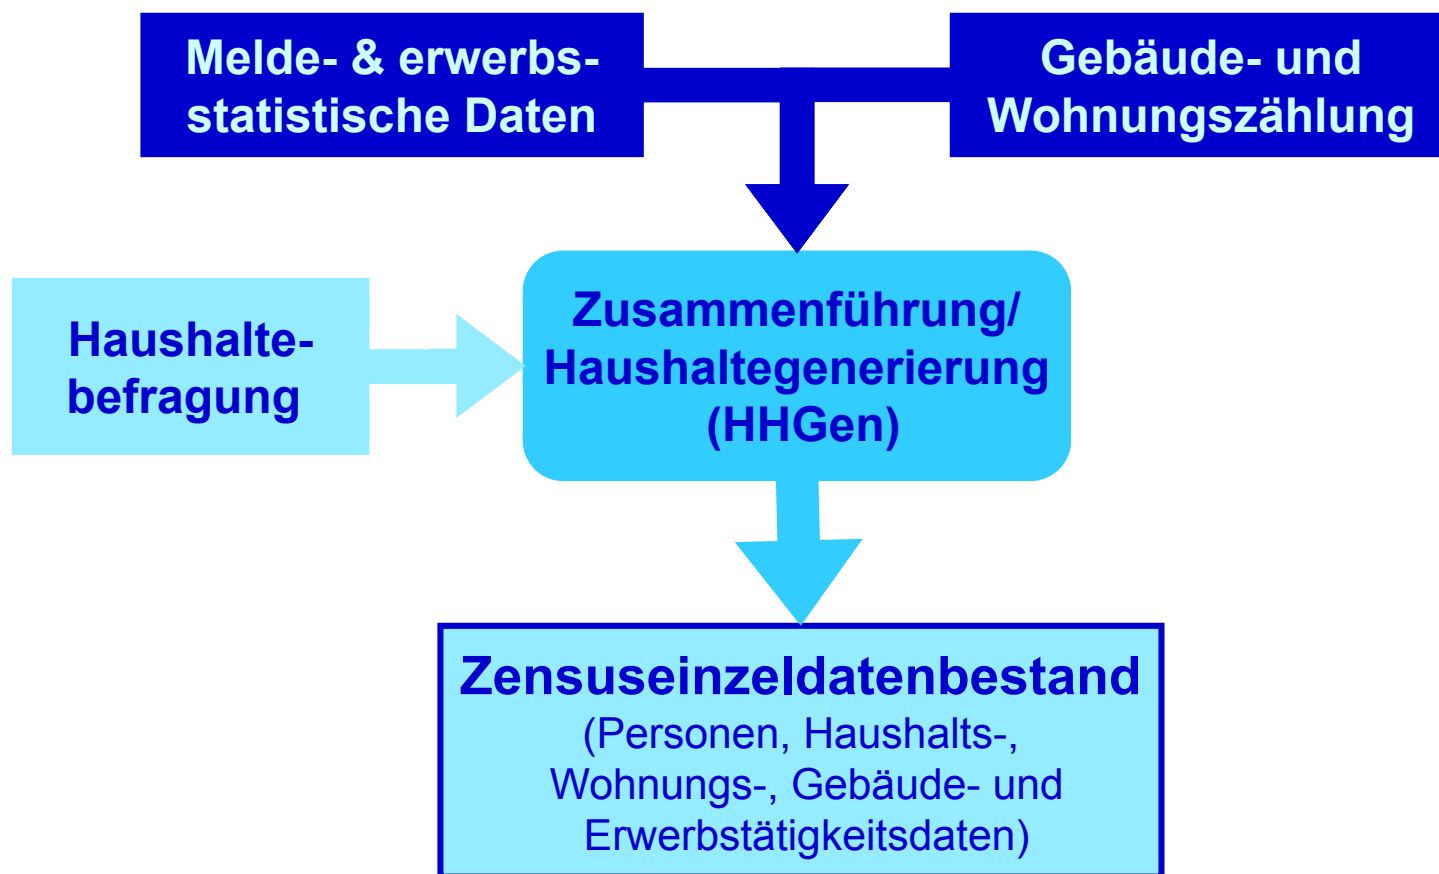 Melde- & erwerbs-
statistische Daten
Gebäude- und
Wohnungszählung
Haushalte-
befragung
Zusammenführung/
Haushaltegenerierung
(HHGen)
Zensuseinzeldatenbestand
(Personen, Haushalts-,
Wohnungs-, Gebäude- und
Erwerbstätigkeitsdaten)